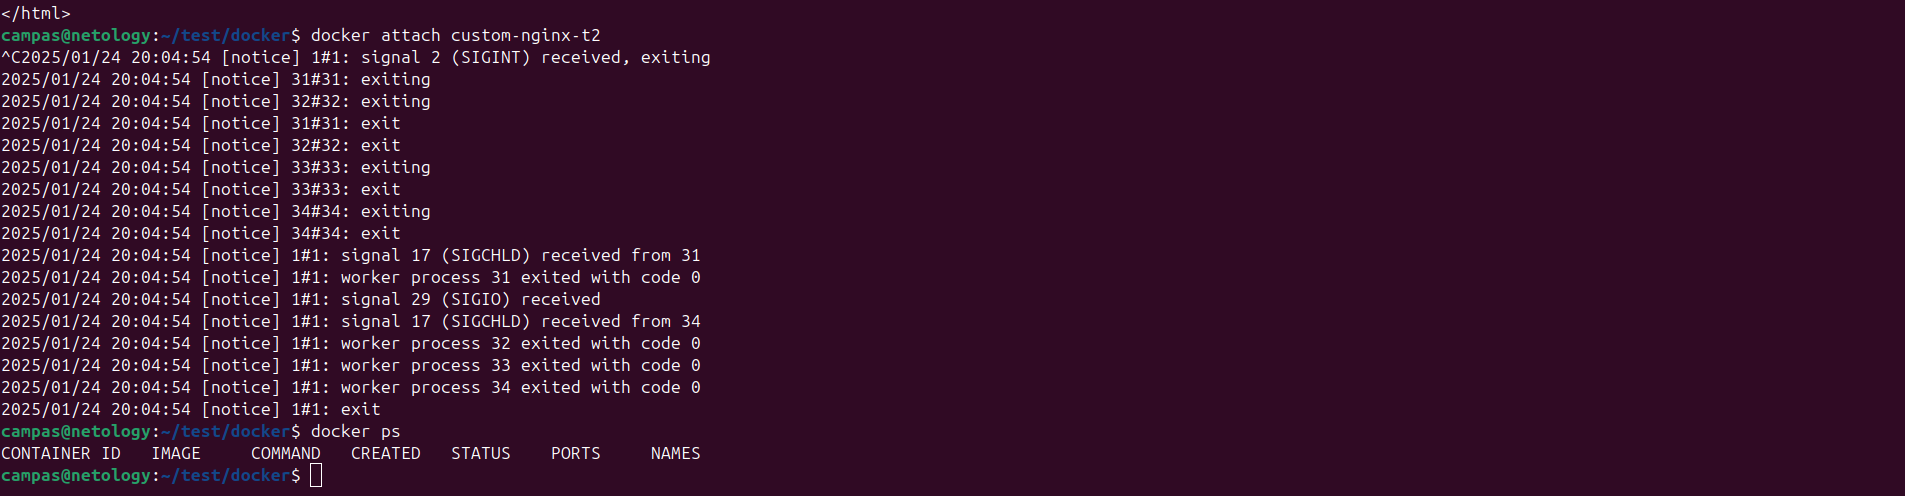 </html>
campas@netology:~/test/docker$ docker attach custom-nginx-t2
^C2025/01/24 20:04:54 [notice] 1#1: signal 2 (SIGINT) received, exiting
2025/01/24 20:04:54 [notice] 31#31: exiting
2025/01/24 20:04:54 [notice] 32#32: exiting
2025/01/24 20:04:54 [notice] 31#31: exit
2025/01/24 20:04:54 [notice] 32#32: exit
2025/01/24 20:04:54 [notice] 33#33: exiting
2025/01/24 20:04:54 [notice] 33#33: exit
2025/01/24 20:04:54 [notice] 34#34: exiting
2025/01/24 20:04:54 [notice] 34#34: exit
2025/01/24 20:04:54 [notice] 1#1: signal 17 (SIGCHLD) received from 31
2025/01/24 20:04:54 [notice] 1#1: worker process 31 exited with code 0
2025/01/24 20:04:54 [notice] 1#1: signal 29 (SIGIO) received
2025/01/24 20:04:54 [notice] 1#1: signal 17 (SIGCHLD) received from 34
2025/01/24 20:04:54 [notice] 1#1: worker process 32 exited with code 0
2025/01/24 20:04:54 [notice] 1#1: worker process 33 exited with code 0
2025/01/24 20:04:54 [notice] 1#1: worker process 34 exited with code 0
2025/01/24 20:04:54 [notice] 1#1: exit
campas@netology:~/test/docker$ docker ps
CONTAINER ID   IMAGE     COMMAND   CREATED   STATUS    PORTS     NAMES
campas@netology:~/test/docker$